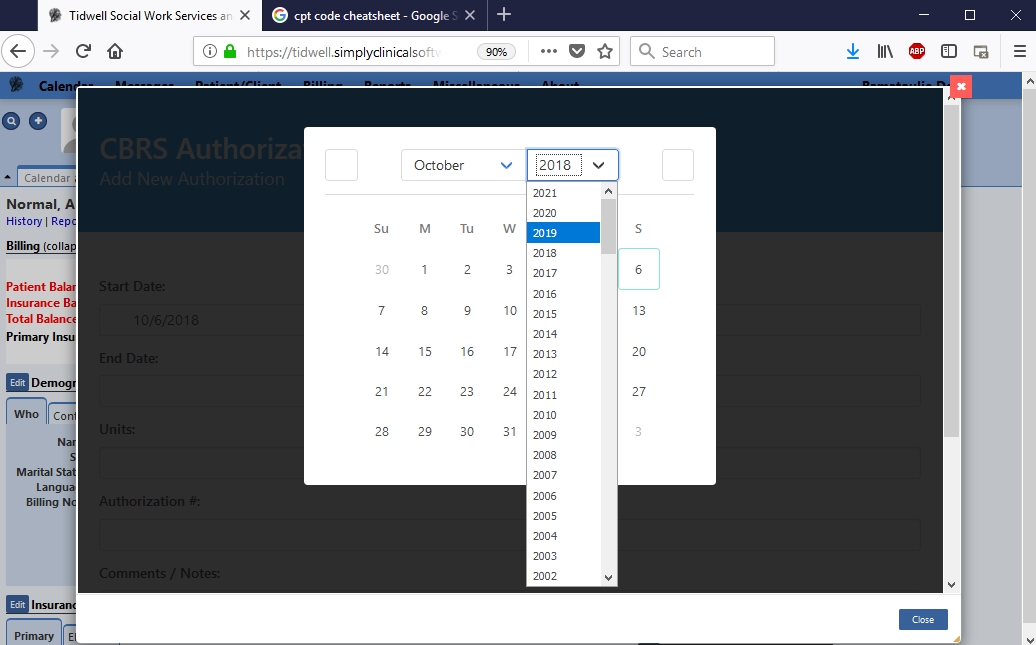 Tidwell Social Work Services an
cpt code cheatsheet - Google S
https://tidwell.simplyclinicalsoftw
90%
Search
ABP
Calendar Messages Patient/Client Billing Reports Miscellaneous About
CBRS Authoriza
Add New Authorization
Calendar
Normal, A
History | Repo
Billing (collap
Patient Balan
Insurance Ba
Total Balance
Primary Insu
Edit Demogr
Who Cont
Nar
S
Marital Stat
Langua
Billing No
Edit Insuranc
Primary
Start Date:
10/6/2018
End Date:
Units:
Authorization #:
Comments / Notes:
October 2018
Su M Tu W S
30 1 2 3 6
7 8 9 10 13
14 15 16 17 20
21 22 23 24 27
28 29 30 31 3
2021
2020
2019
2018
2017
2016
2015
2014
2013
2012
2011
2010
2009
2008
2007
2006
2005
2004
2003
2002
Close